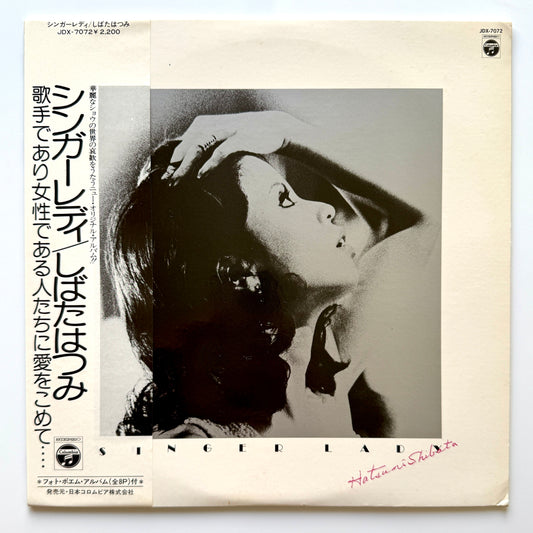 シンガーレディ/しばたはつみ
JDX-7072 ¥2,200
華麗なショウの世界の哀歓をうたうニュー・オリジナル・アルバム!!
シンガーレディ/しばたはつみ
歌手であり女性である人たちに愛をこめて‥‥
Columbia
*フォト・ポエム・アルバム(全8P)付*
発売元・日本コロムビア株式会社
JDX-7072
SINGER LADY
Hatsumi Shibata